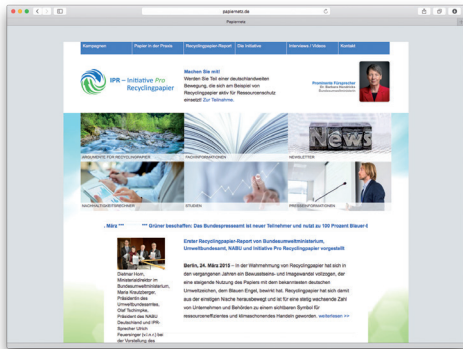 papiernetz.de
Papiernetz
Kampagnen
Papier in der Praxis
Recyclingpapier-Report
Die Initiative
Interviews / Videos
Kontakt
IPR – Initiative Pro
Recyclingpapier
Machen Sie mit!
Werden Sie Teil einer deutschlandweiten
Bewegung, die sich am Beispiel von
Recyclingpapier aktiv für Ressourcenschutz
einsetzt! Zur Teilnahme.
Prominente Fürsprecher
Dr. Barbara Hendricks
Bundesumweltministerin
News
ARGUMENTE FÜR RECYCLINGPAPIER
FACHINFORMATIONEN
NEWSLETTER
NACHHALTIGKEITSRECHNER
STUDIEN
PRESSEINFORMATIONEN
. März *** *** Grüner beschaffen: Das Bundespresseamt ist neuer Teilnehmer und nutzt zu 100 Prozent Blauer E
Erster Recyclingpapier-Report von Bundesumweltministerium,
Umweltbundesamt, NABU und Initiative Pro Recyclingpapier vorgestellt
Berlin, 24. März 2015 – In der Wahrnehmung von Recyclingpapier hat sich in
den vergangenen Jahren ein Bewusstseins- und Imagewandel vollzogen, der
eine steigende Nutzung des Papiers mit dem bekanntesten deutschen
Umweltzeichen, dem Blauen Engel, bewirkt hat. Recyclingpapier hat sich damit
aus der einstigen Nische herausbewegt und ist für eine stetig wachsende Zahl
von Unternehmen und Behörden zu einem sichtbaren Symbol für
ressourceneffizientes und klimaschonendes Handeln geworden. weiterlesen >>
Dietmar Horn,
Ministerialdirektor im
Bundesumweltministerium,
Maria Krautzberger,
Präsidentin des
Umweltbundesamtes,
Olaf Tschimpke,
Präsident des NABU
Deutschland und IPR-
Sprecher Ulrich
Feuersinger (v.l.n.r.) bei
der Vorstellung des